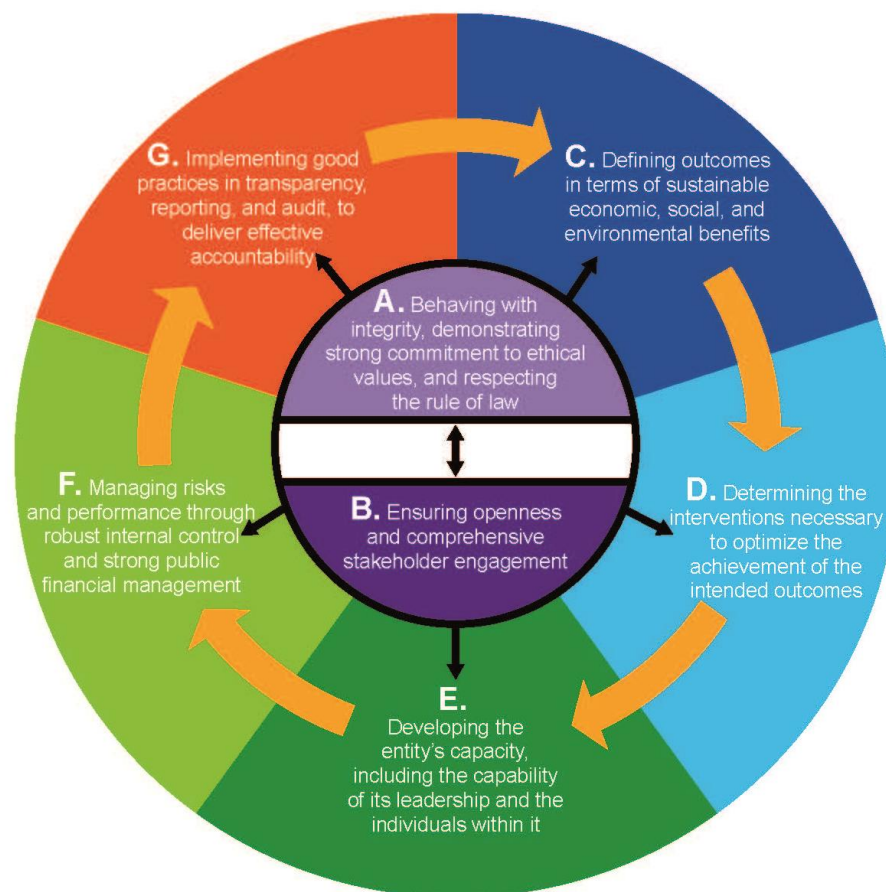 G. Implementing good
practices in transparency,
reporting, and audit, to
deliver effective
accountability
C. Defining outcomes
in terms of sustainable
economic, social, and
environmental benefits
A. Behaving with
integrity, demonstrating
strong commitment to ethical
values, and respecting
the rule of law
F. Managing risks
and performance through
robust internal control
and strong public
financial management
B. Ensuring openness
and comprehensive
stakeholder engagement
D. Determining the
interventions necessary
to optimize the
achievement of the
intended outcomes
E.
Developing the
entity's capacity,
including the capability
of its leadership and the
individuals within it